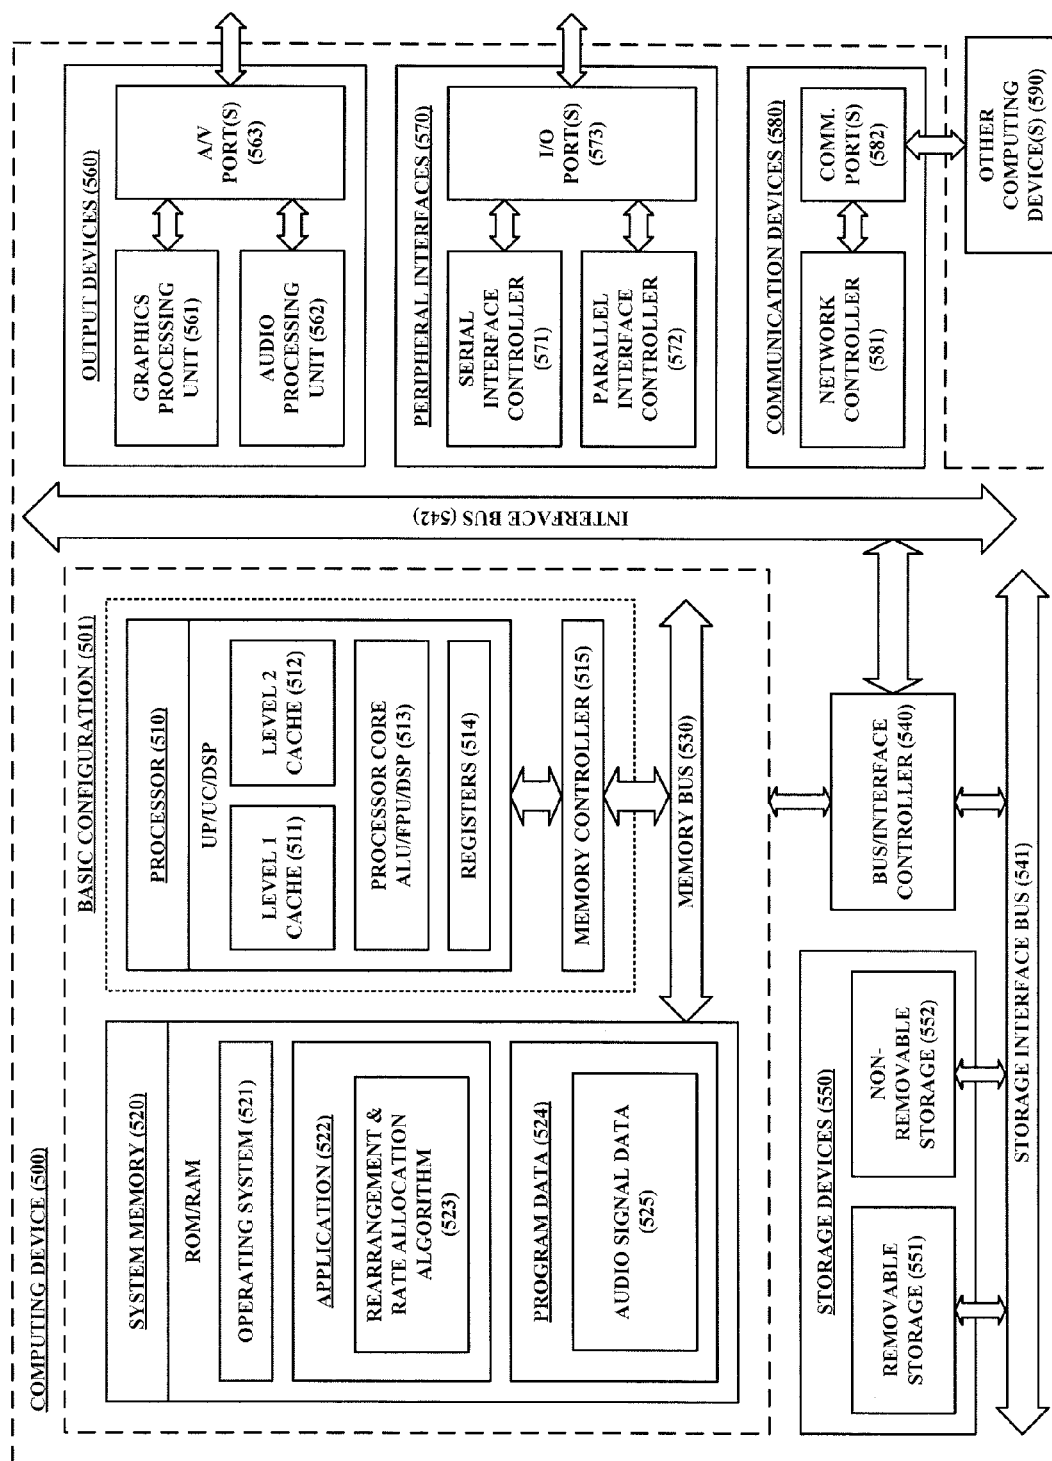 COMPUTING DEVICE (500)
BASIC CONFIGURATION (501)
SYSTEM MEMORY (520)
ROM/RAM
OPERATING SYSTEM (521)
APPLICATION (522)
REARRANGEMENT &
RATE ALLOCATION
ALGORITHM
(523)
PROGRAM DATA (524)
AUDIO SIGNAL DATA
(525)
PROCESSOR (510)
UP/UC/DSP
LEVEL 1
CACHE (511)
LEVEL 2
CACHE (512)
PROCESSOR CORE
ALU/FPU/DSP (513)
REGISTERS (514)
MEMORY CONTROLLER (515)
MEMORY BUS (530)
BUS/INTERFACE
CONTROLLER (540)
STORAGE DEVICES (550)
REMOVABLE
STORAGE (551)
NON-
REMOVABLE
STORAGE (552)
STORAGE INTERFACE BUS (541)
INTERFACE BUS (542)
OUTPUT DEVICES (560)
GRAPHICS
PROCESSING
UNIT (561)
AUDIO
PROCESSING
UNIT (562)
A/V
PORT(S)
(563)
PERIPHERAL INTERFACES (570)
SERIAL
INTERFACE
CONTROLLER
(571)
PARALLEL
INTERFACE
CONTROLLER
(572)
I/O
PORT(S)
(573)
COMMUNICATION DEVICES (580)
NETWORK
CONTROLLER
(581)
COMM.
PORT(S)
(582)
OTHER
COMPUTING
DEVICE(S) (590)